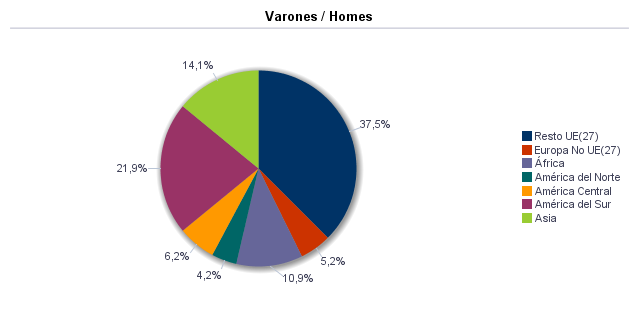 Varones / Homes
14,1%
37,5%
21,9%
6,2%
4,2%
10,9%
5,2%
Resto UE(27)
Europa No UE(27)
África
América del Norte
América Central
América del Sur
Asia